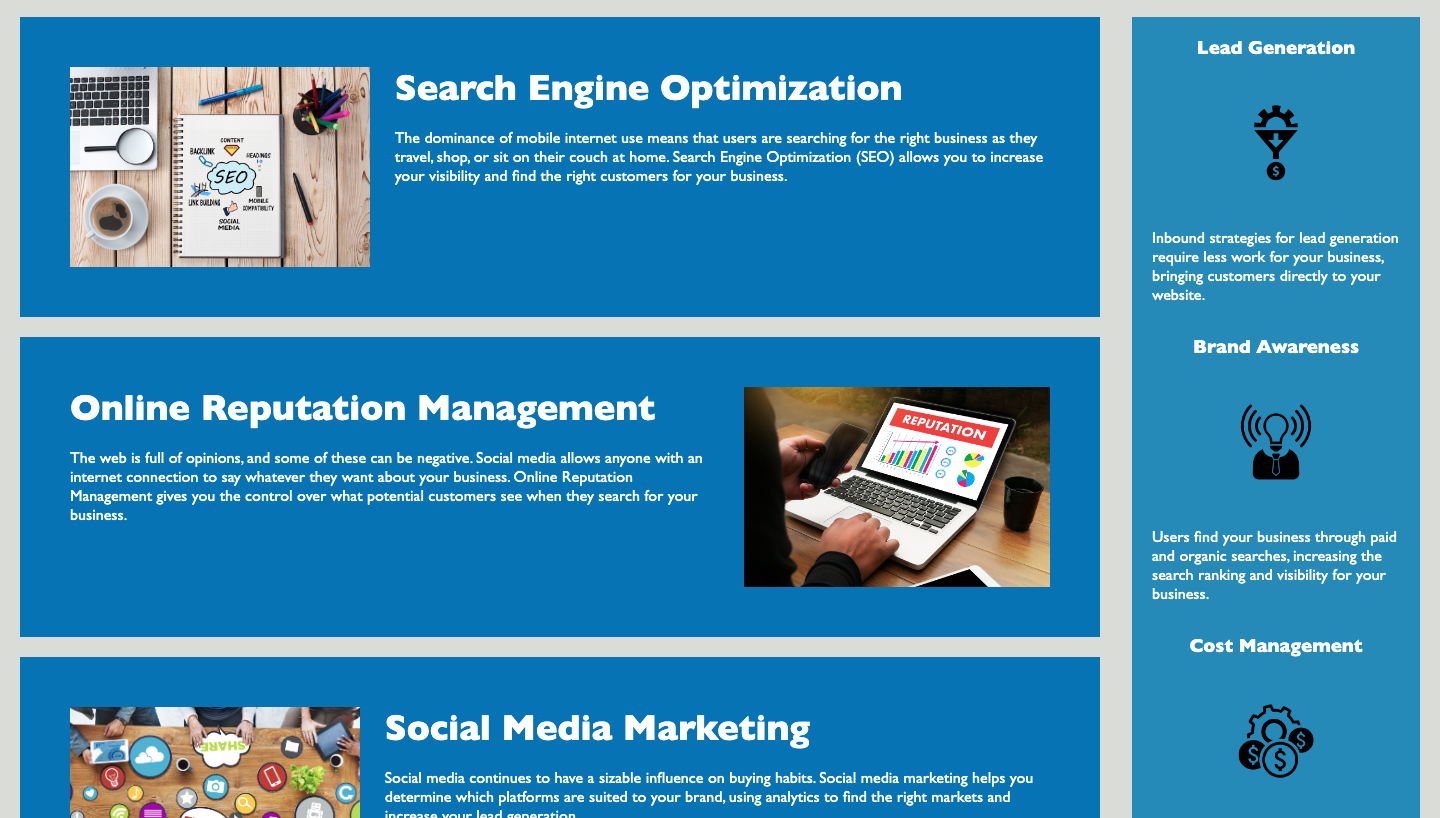 Search Engine Optimization
The dominance of mobile internet use means that users are searching for the right business as they
travel, shop, or sit on their couch at home. Search Engine Optimization (SEO) allows you to increase
your visibility and find the right customers for your business.
CONTENT
BACKLINK
HEADINGS
SEO
LINK BUILDING
MOBILE
COMPATIBILITY
SOCIAL
MEDIA
Online Reputation Management
The web is full of opinions, and some of these can be negative. Social media allows anyone with an
internet connection to say whatever they want about your business. Online Reputation
Management gives you the control over what potential customers see when they search for your
business.
REPUTATION
Social Media Marketing
Social media continues to have a sizable influence on buying habits. Social media marketing helps you
determine which platforms are suited to your brand, using analytics to find the right markets and
increase your lead generation.
SHARE
Lead Generation
$
Inbound strategies for lead generation
require less work for your business,
bringing customers directly to your
website.
Brand Awareness
Users find your business through paid
and organic searches, increasing the
search ranking and visibility for your
business.
Cost Management
$ $ $